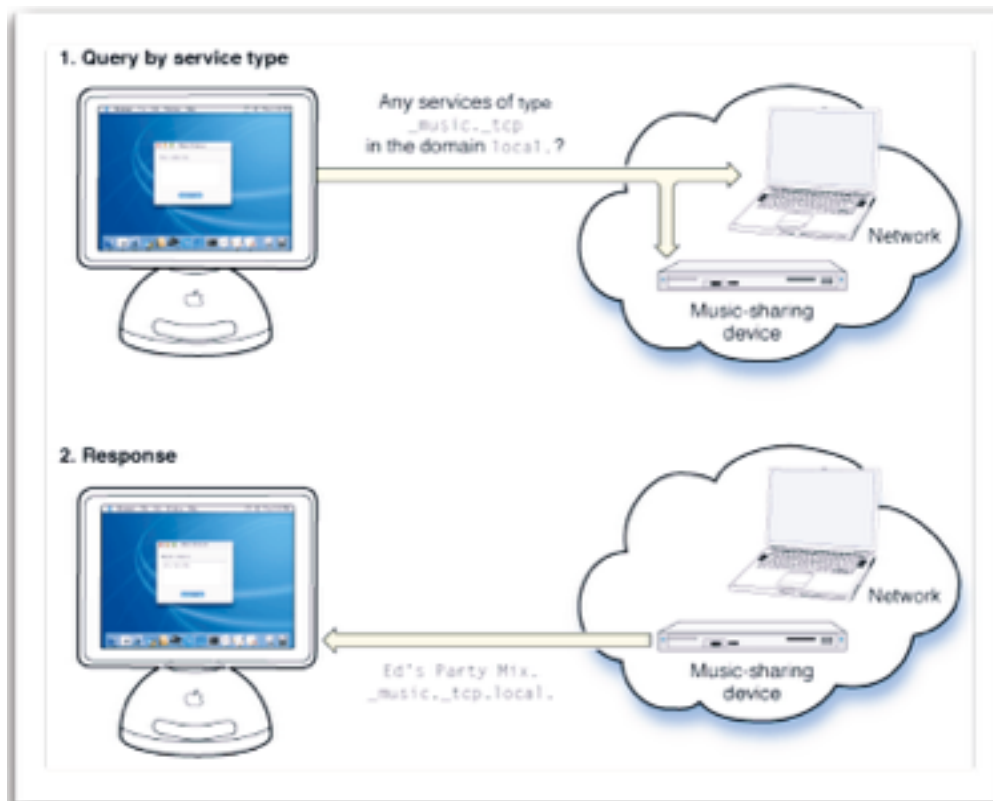 1. Query by service type
Any services of type
_music._tcp
in the domain local.?
Network
Music-sharing
device
2. Response
Network
Ed's Party Mix.
_music._tcp.local.
Music-sharing
device